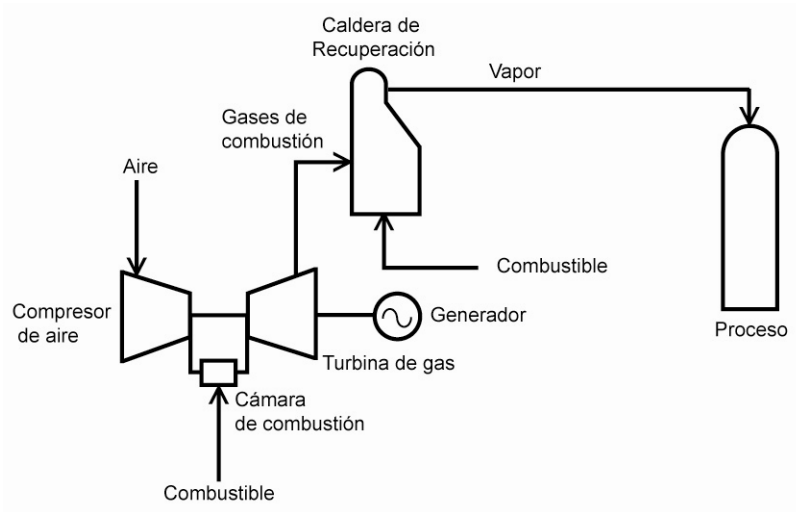 Caldera de
Recuperación
Vapor
Gases de
combustión
Aire
Combustible
Compresor
de aire
Generador
Proceso
Turbina de gas
Cámara
de combustión
Combustible